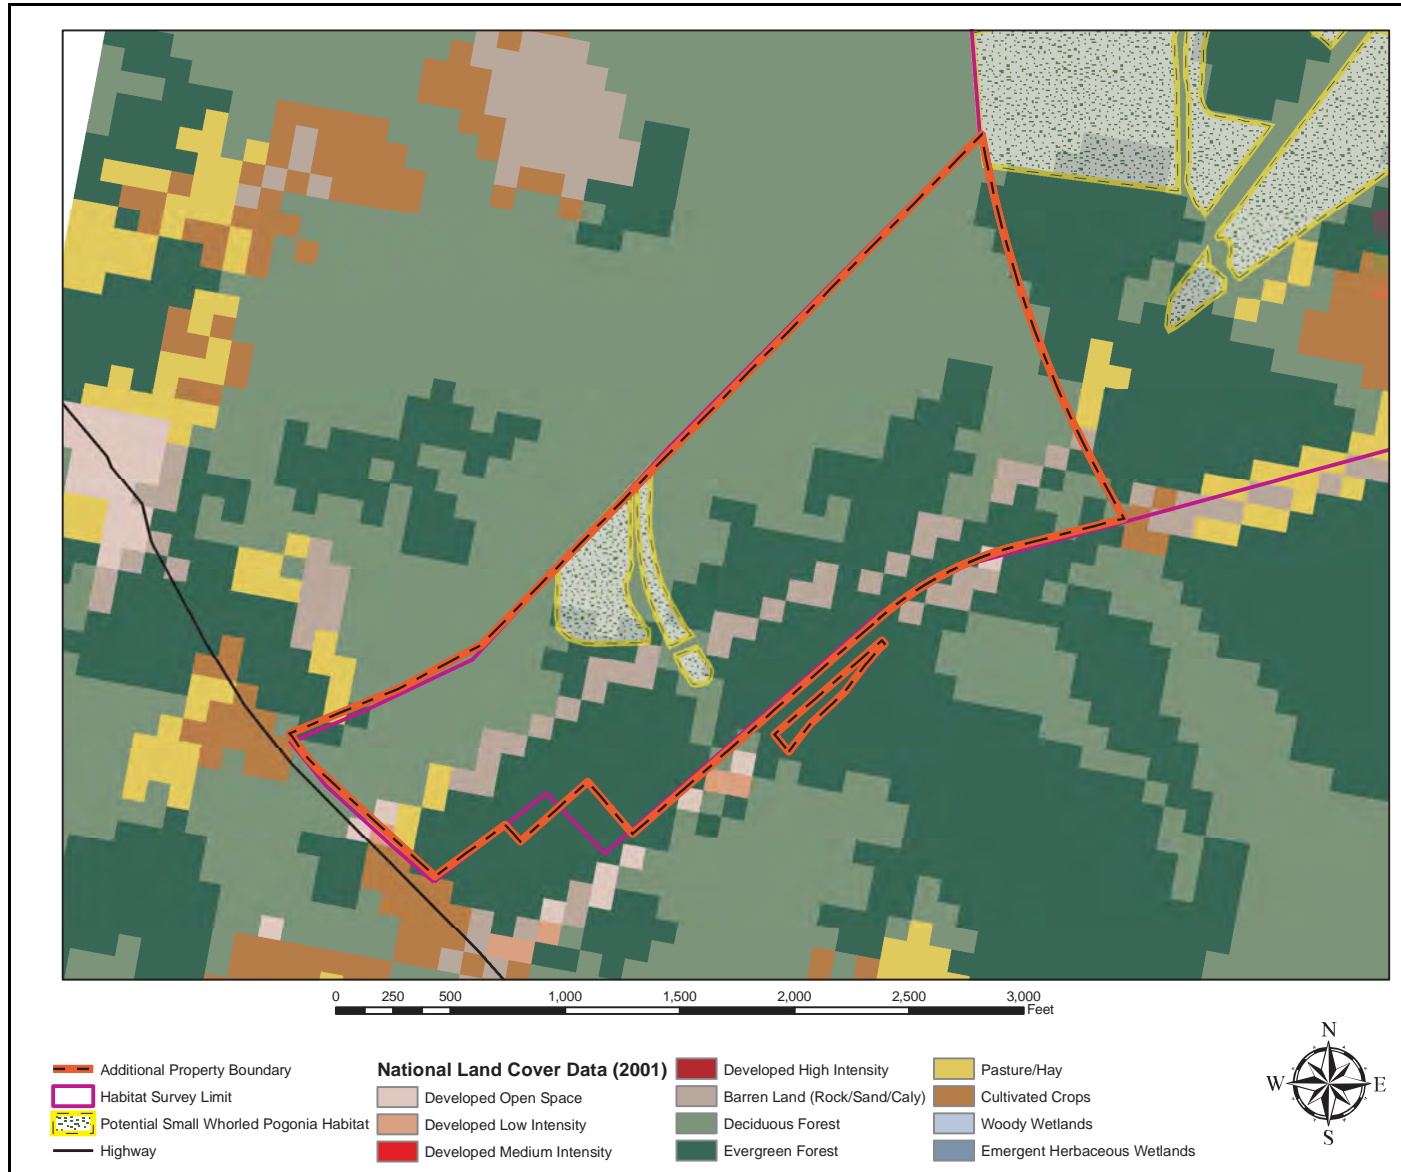 0 250 500 1,000 1,500 2,000 2,500 3,000
Feet
Additional Property Boundary
Habitat Survey Limit
Potential Small Whorled Pogonia Habitat
Highway
National Land Cover Data (2001)
Developed Open Space
Developed Low Intensity
Developed Medium Intensity
Developed High Intensity
Barren Land (Rock/Sand/Caly)
Deciduous Forest
Evergreen Forest
Pasture/Hay
Cultivated Crops
Woody Wetlands
Emergent Herbaceous Wetlands
N
W E
S